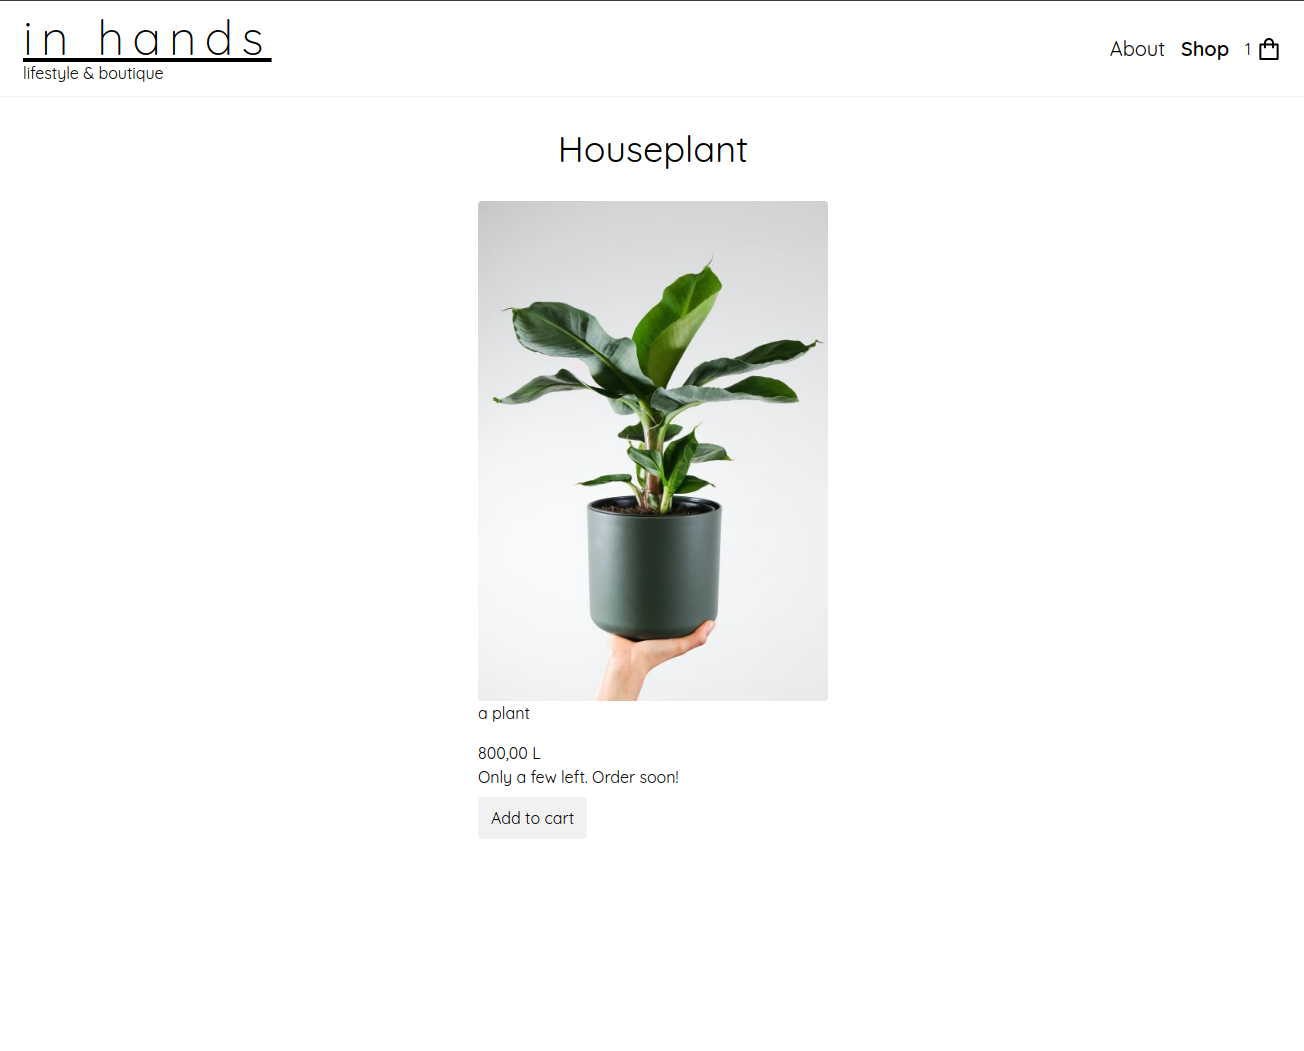 in hands
lifestyle & boutique
About Shop 1
Houseplant
a plant
800,00 L
Only a few left. Order soon!
Add to cart